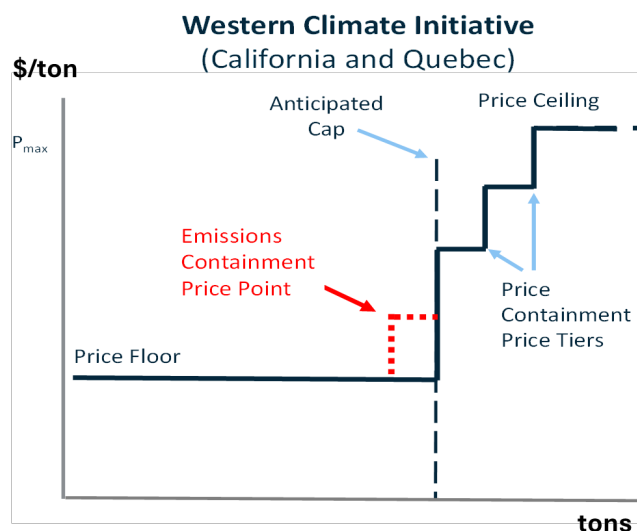 Western Climate Initiative
(California and Quebec)
$/ton
Anticipated
Cap
Price Ceiling
Pmax
Emissions
Containment
Price Point
Price
Containment
Price Tiers
Price Floor
tons